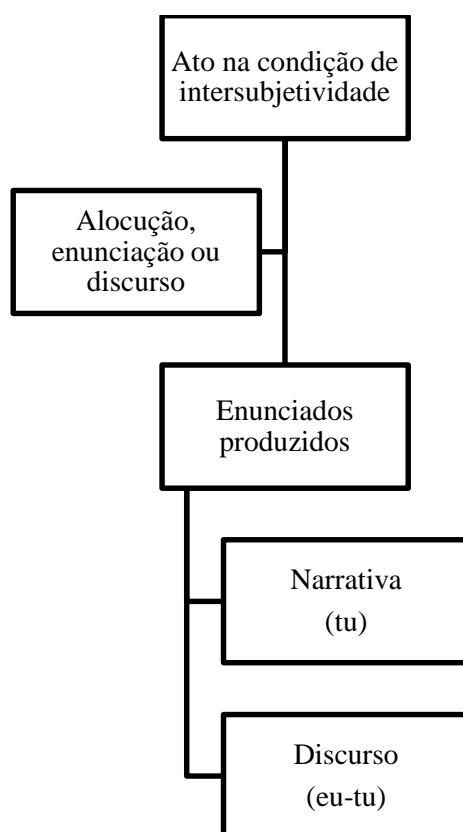 Ato na condição de
intersubjetividade
Alocução,
enunciação ou
discurso
Enunciados
produzidos
Narrativa
(tu)
Discurso
(eu-tu)